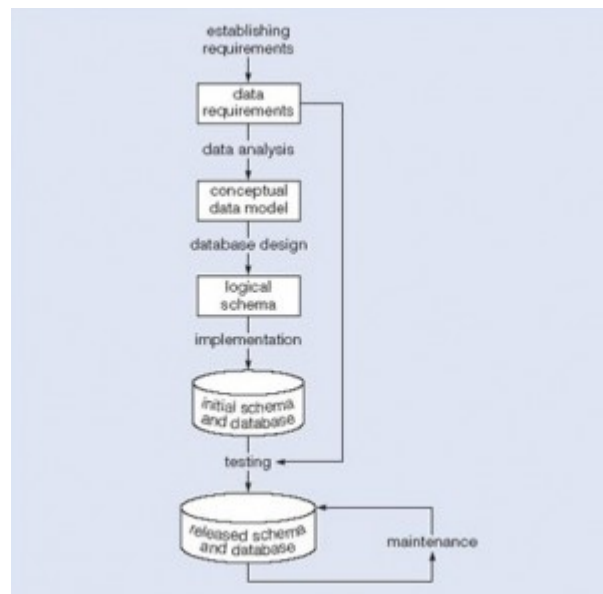 establishing
requirements
data
requirements
data analysis
conceptual
data model
database design
logical
schema
implementation
initial schema
and database
testing
released schema
and database
maintenance